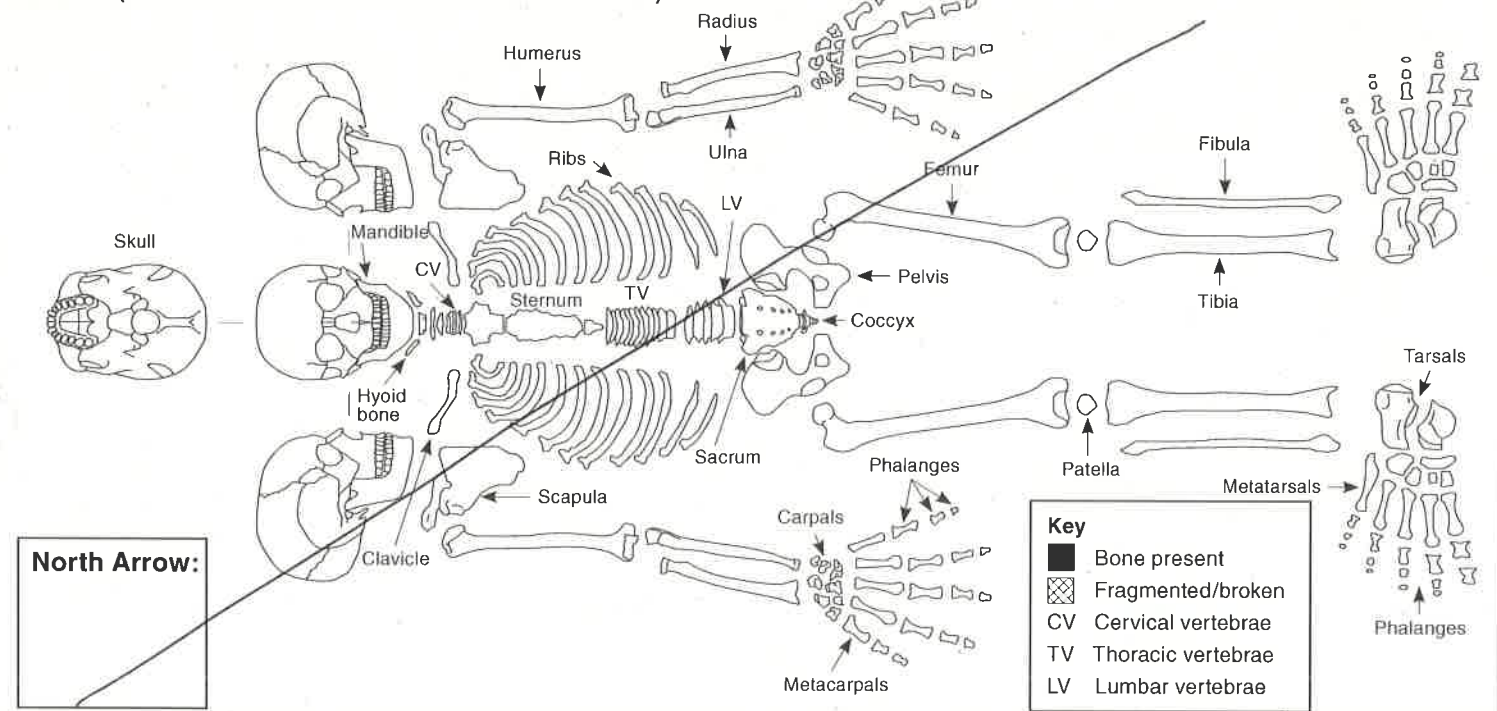 Radius
Humerus
Ulna
Ribs
Femur
Fibula
LV
Mandible
Skull
CV
Sternum
TV
Pelvis
Tibia
Coccyx
Hyoid bone
Tarsals
Sacrum
Phalanges
Patella
Scapula
Metatarsals
Carpals
Clavicle
Metacarpals
Phalanges
North Arrow:
Key
Bone present
Fragmented/broken
CV Cervical vertebrae
TV Thoracic vertebrae
LV Lumbar vertebrae